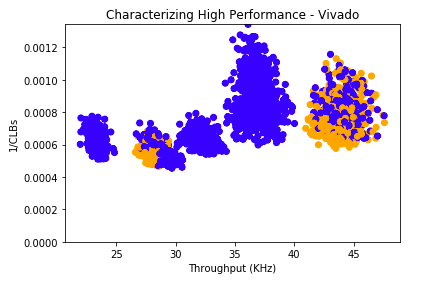 Characterizing High Performance - Vivado
1/CLBs
0.0012
0.0010
0.0008
0.0006
0.0004
0.0002
0.0000
25 30 35 40 45
Throughput (KHz)